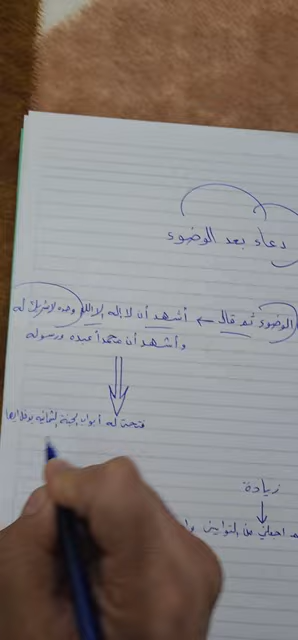 دعاء بعد الوضوء
الوضوء ثم قال ← أشهد أن لا إله إلا الله وحده لا شريك له
وأشهد أن محمدا عبده ورسوله
فتحت له أبواب الجنة الثمانية يدخل من أيها
زيادة
اجعلني من التوابين